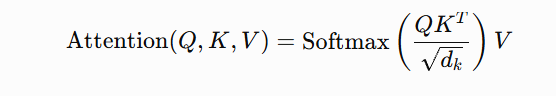 Attention(Q, K, V) = Softmax(QK^T / √d_k) V